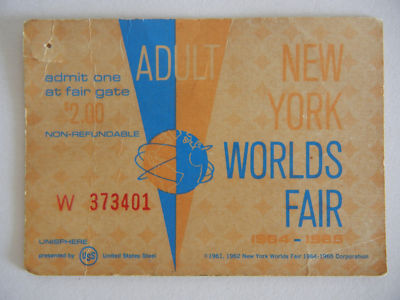 ADULT
admit one
at fair gate
$2.00
NON-REFUNDABLE
NEW
YORK
WORLDS
FAIR
1964-1965
W 373401
UNISPHERE
presented by USS United States Steel
©1961, 1962 New York Worlds Fair 1964-1965 Corporation